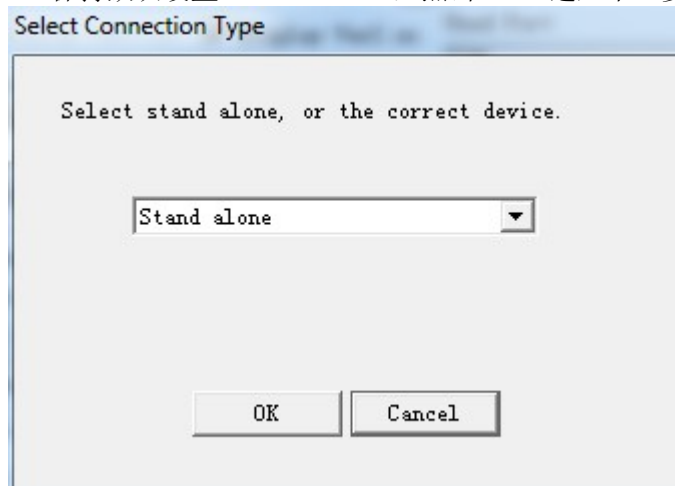 Select Connection Type
Select stand alone, or the correct device.
Stand alone
OK
Cancel